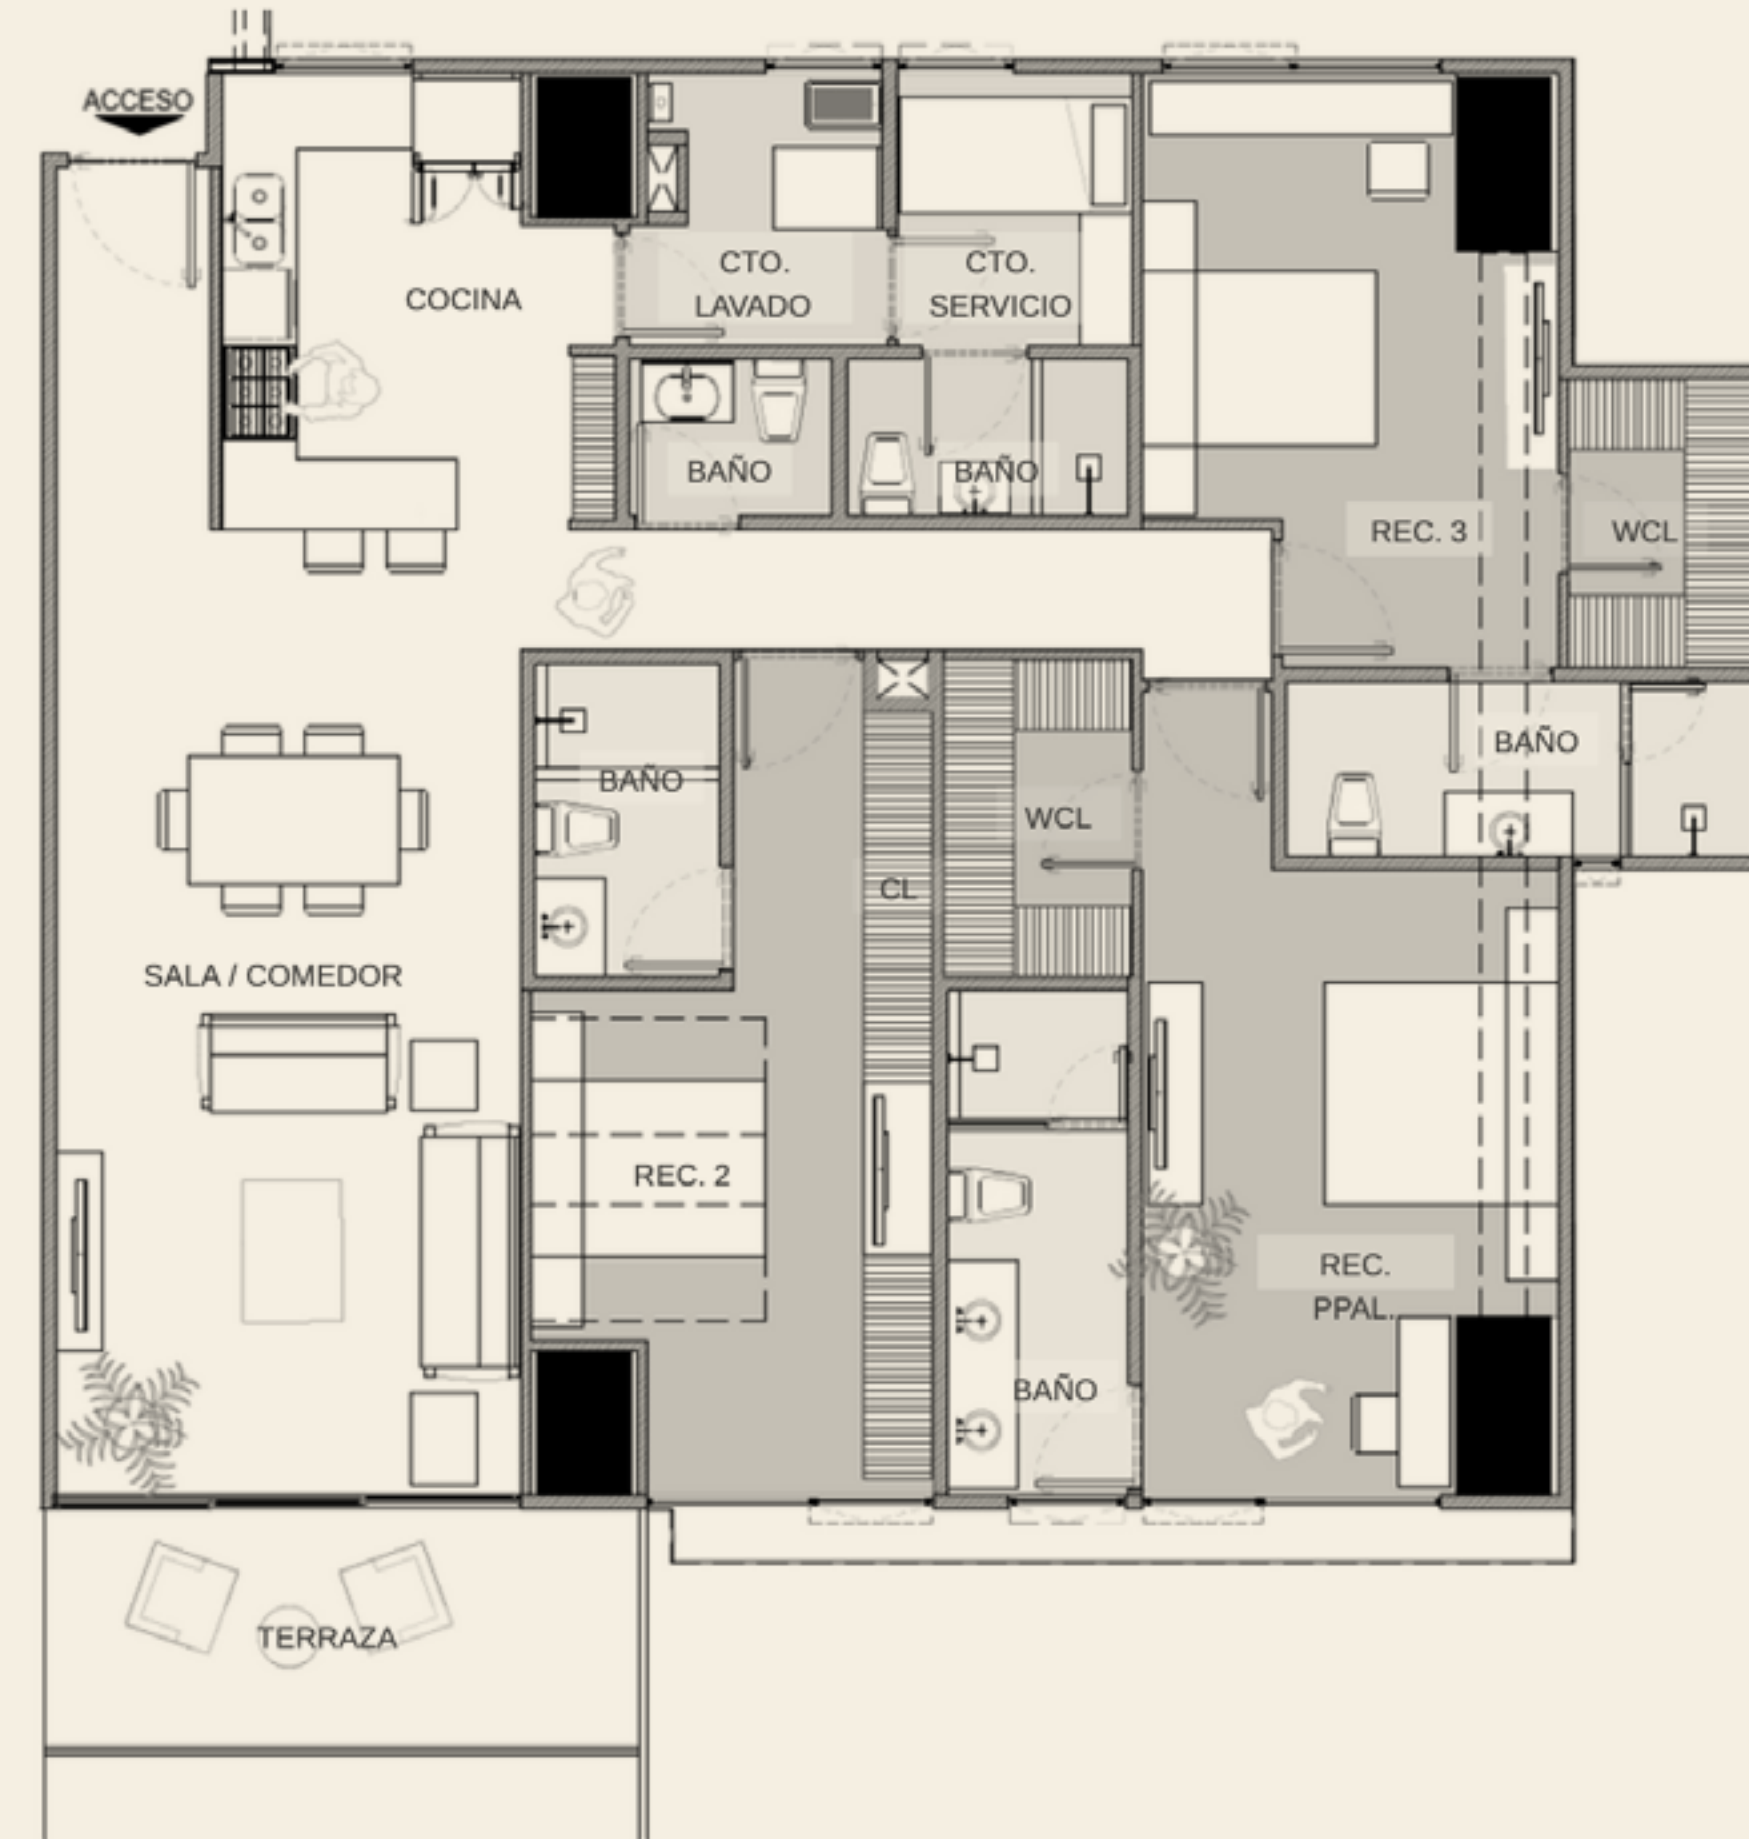 ACCESO
COCINA
CTO.
LAVADO
CTO.
SERVICIO
BAÑO
BAÑO
REC. 3
WCL
BAÑO
BAÑO
WCL
CL
SALA / COMEDOR
REC. 2
REC.
PPAL.
BAÑO
TERRAZA